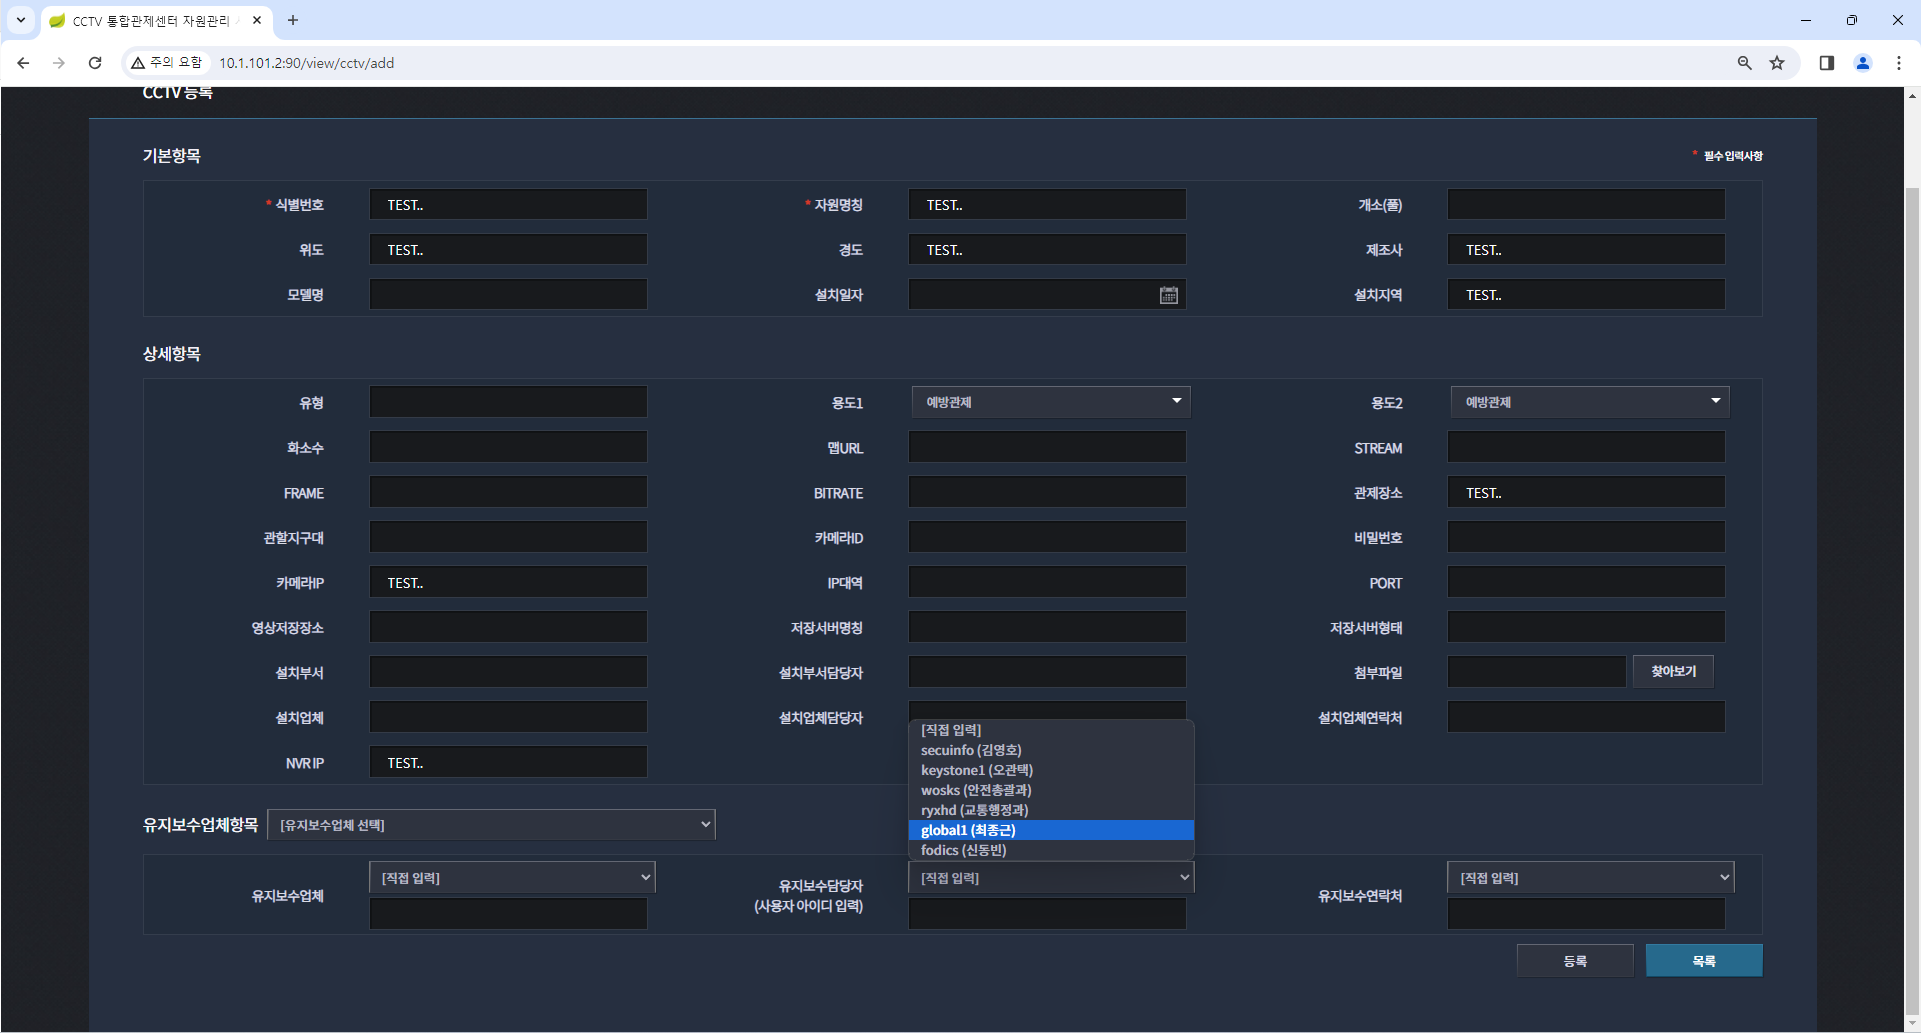 CCTV 통합관제센터 자원관리
주의 요함
10.1.101.2:90/view/cctv/add
CCTV 등록
기본항목
* 필수 입력사항
* 식별번호 TEST.. * 자원명칭 TEST.. 개소(폴)
위도 TEST.. 경도 TEST.. 제조사 TEST..
모델명 설치일자 설치지역 TEST..
상세항목
유형 용도1 예방관제 용도2 예방관제
화소수 맵URL STREAM
FRAME BITRATE 관제장소 TEST..
관할지구대 카메라ID 비밀번호
카메라IP TEST.. IP대역 PORT
영상저장장소 저장서버명칭 저장서버형태
설치부서 설치부서담당자 첨부파일 찾아보기
설치업체 설치업체담당자 설치업체연락처
NVR IP TEST..
[직접 입력]
secuinfo (김영호)
keystone1 (오관택)
wosks (안전총괄과)
ryxhd (교통행정과)
global1 (최종근)
fodics (신동빈)
유지보수업체항목 [유지보수업체 선택]
유지보수업체 [직접 입력]
유지보수담당자
(사용자 아이디 입력)
[직접 입력]
유지보수연락처 [직접 입력]
등록 목록